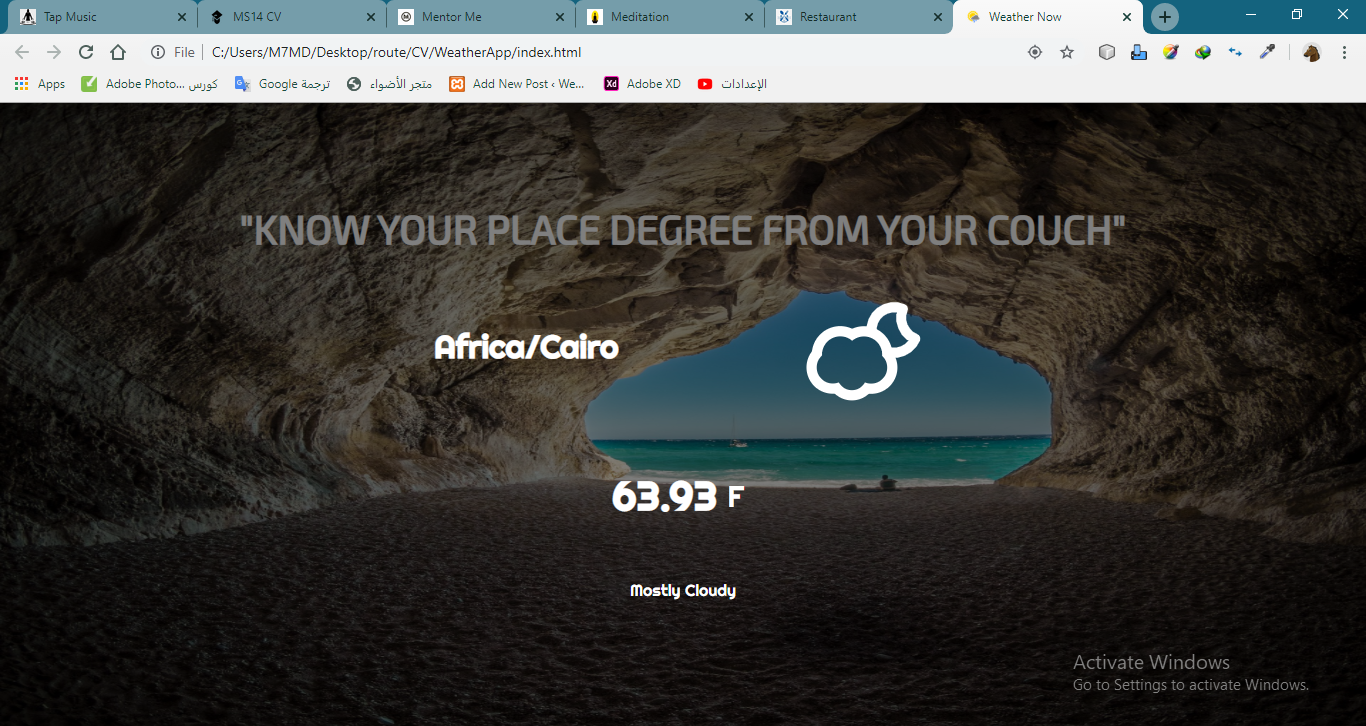 Tap Music
MS14 CV
Mentor Me
Meditation
Restaurant
Weather Now
File
C:/Users/M7MD/Desktop/route/CV/WeatherApp/index.html
Apps
Adobe Photo... كورس
ترجمة Google
متجر الأضواء
Add New Post ‹ We...
Xd
Adobe XD
الإعدادات
"KNOW YOUR PLACE DEGREE FROM YOUR COUCH"
Africa/Cairo
63.93 F
Mostly Cloudy
Activate Windows
Go to Settings to activate Windows.